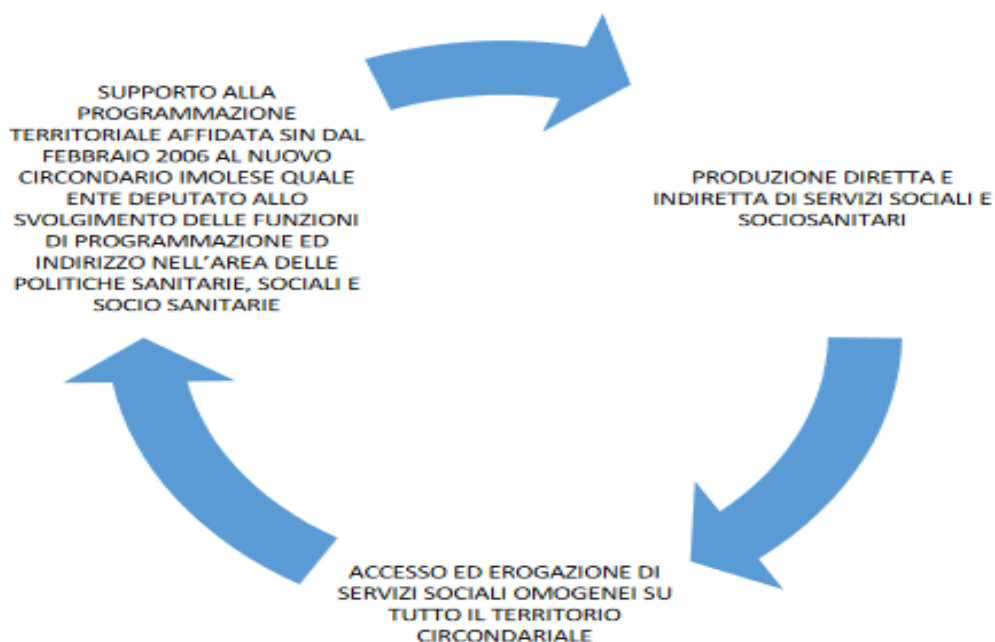 SUPPORTO ALLA
PROGRAMMAZIONE
TERRITORIALE AFFIDATA SIN DAL
FEBBRAIO 2006 AL NUOVO
CIRCONDARIO IMOLESE QUALE
ENTE DEPUTATO ALLO
SVOLGIMENTO DELLE FUNZIONI
DI PROGRAMMAZIONE ED
INDIRIZZO NELL'AREA DELLE
POLITICHE SANITARIE, SOCIALI E
SOCIO SANITARIE
PRODUZIONE DIRETTA E
INDIRETTA DI SERVIZI SOCIALI E
SOCIOSANITARI
ACCESSO ED EROGAZIONE DI
SERVIZI SOCIALI OMOGENEI SU
TUTTO IL TERRITORIO
CIRCONDARIALE